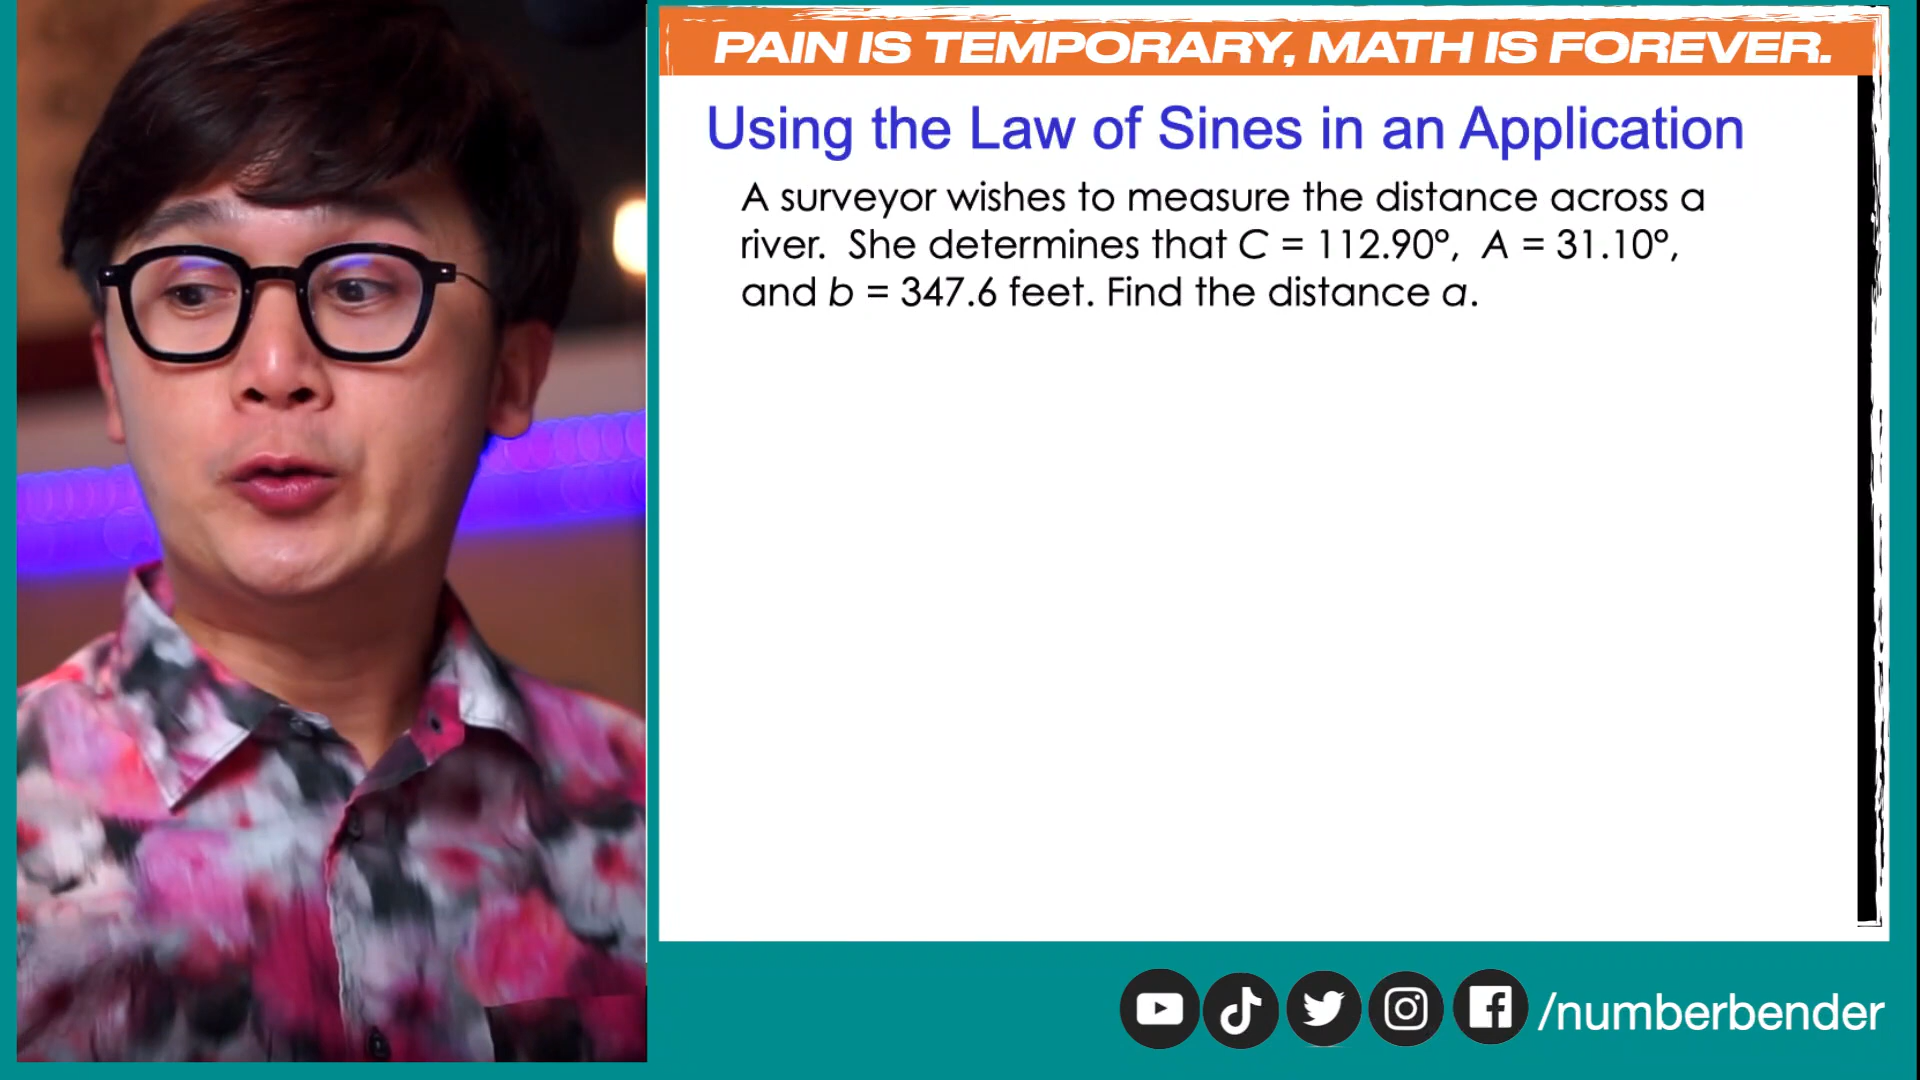 PAIN IS TEMPORARY, MATH IS FOREVER.
Using the Law of Sines in an Application
A surveyor wishes to measure the distance across a
river. She determines that C = 112.90°, A = 31.10°,
and b = 347.6 feet. Find the distance a.
/numberbender